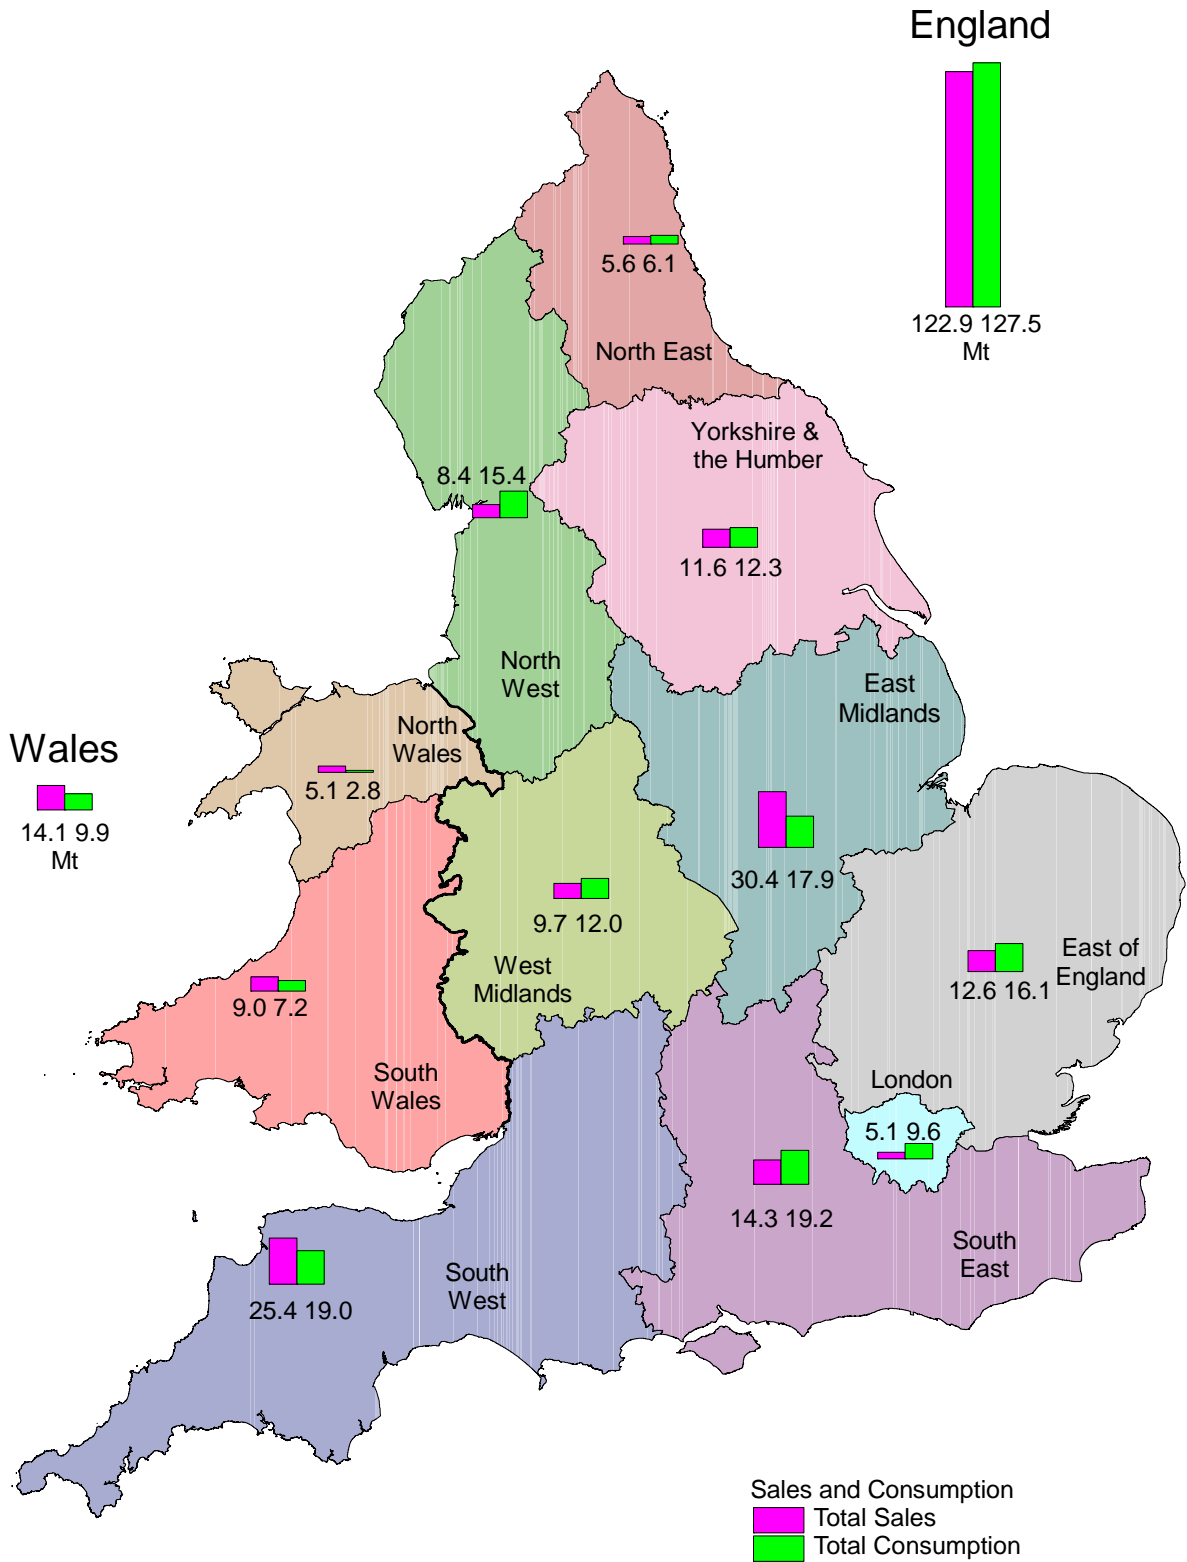 England
122.9 127.5
Mt
5.6 6.1
North East
Yorkshire &
the Humber
8.4 15.4
11.6 12.3
North
West
East
Midlands
North
Wales
Wales
5.1 2.8
14.1 9.9
Mt
30.4 17.9
9.7 12.0
East of
England
West
Midlands
12.6 16.1
9.0 7.2
South
Wales
London
5.1 9.6
14.3 19.2
South
East
South
West
25.4 19.0
Sales and Consumption
Total Sales
Total Consumption